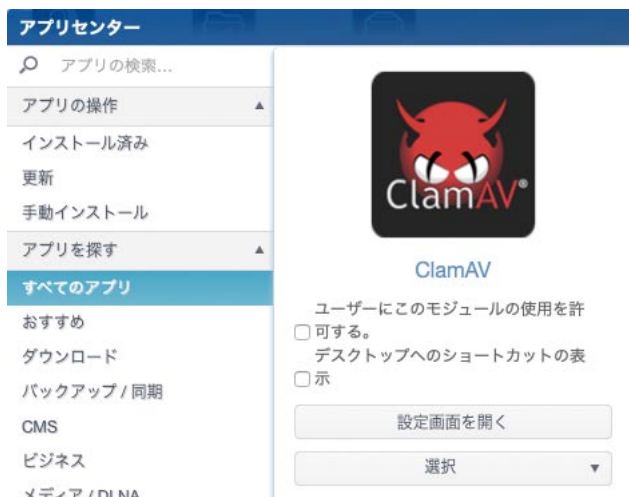 アプリセンター
アプリの検索...
アプリの操作
インストール済み
更新
手動インストール
アプリを探す
すべてのアプリ
おすすめ
ダウンロード
バックアップ / 同期
CMS
ビジネス
メディア / DLNA
ClamAV®
ClamAV
ユーザーにこのモジュールの使用を許
可する。
デスクトップへのショートカットの表
示
設定画面を開く
選択